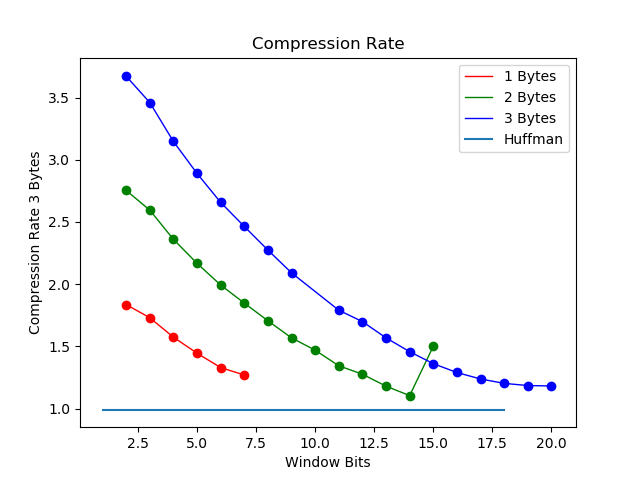 Compression Rate
1 Bytes
2 Bytes
3 Bytes
Huffman
Compression Rate 3 Bytes
3.5
3.0
2.5
2.0
1.5
1.0
2.5 5.0 7.5 10.0 12.5 15.0 17.5 20.0
Window Bits